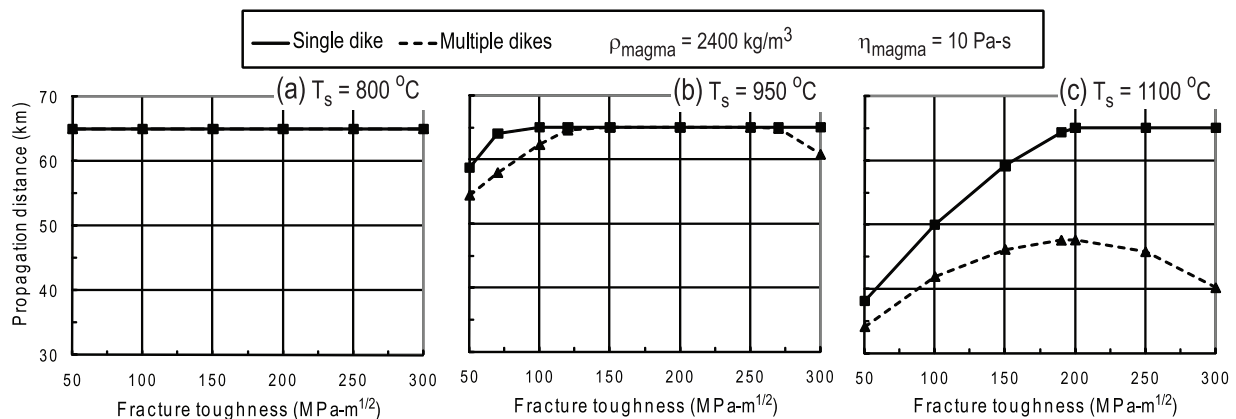 Single dike Multiple dikes ρmagma = 2400 kg/m³ ηmagma = 10 Pa-s
(a) Ts = 800 °C (b) Ts = 950 °C (c) Ts = 1100 °C
Propagation distance (km)
70
60
50
40
30
50 100 150 200 250 300 50 100 150 200 250 300 50 100 150 200 250 300
Fracture toughness (MPa-m1/2) Fracture toughness (MPa-m1/2) Fracture toughness (MPa-m1/2)